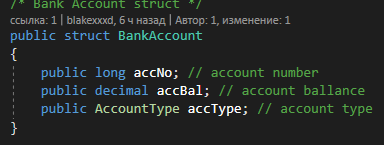 /* Bank Account struct */
ссылка: 1 | blakexxxd, 6 ч назад | Автор: 1, изменение: 1
public struct BankAccount
{
public long accNo; // account number
public decimal accBal; // account ballance
public AccountType accType; // account type
}